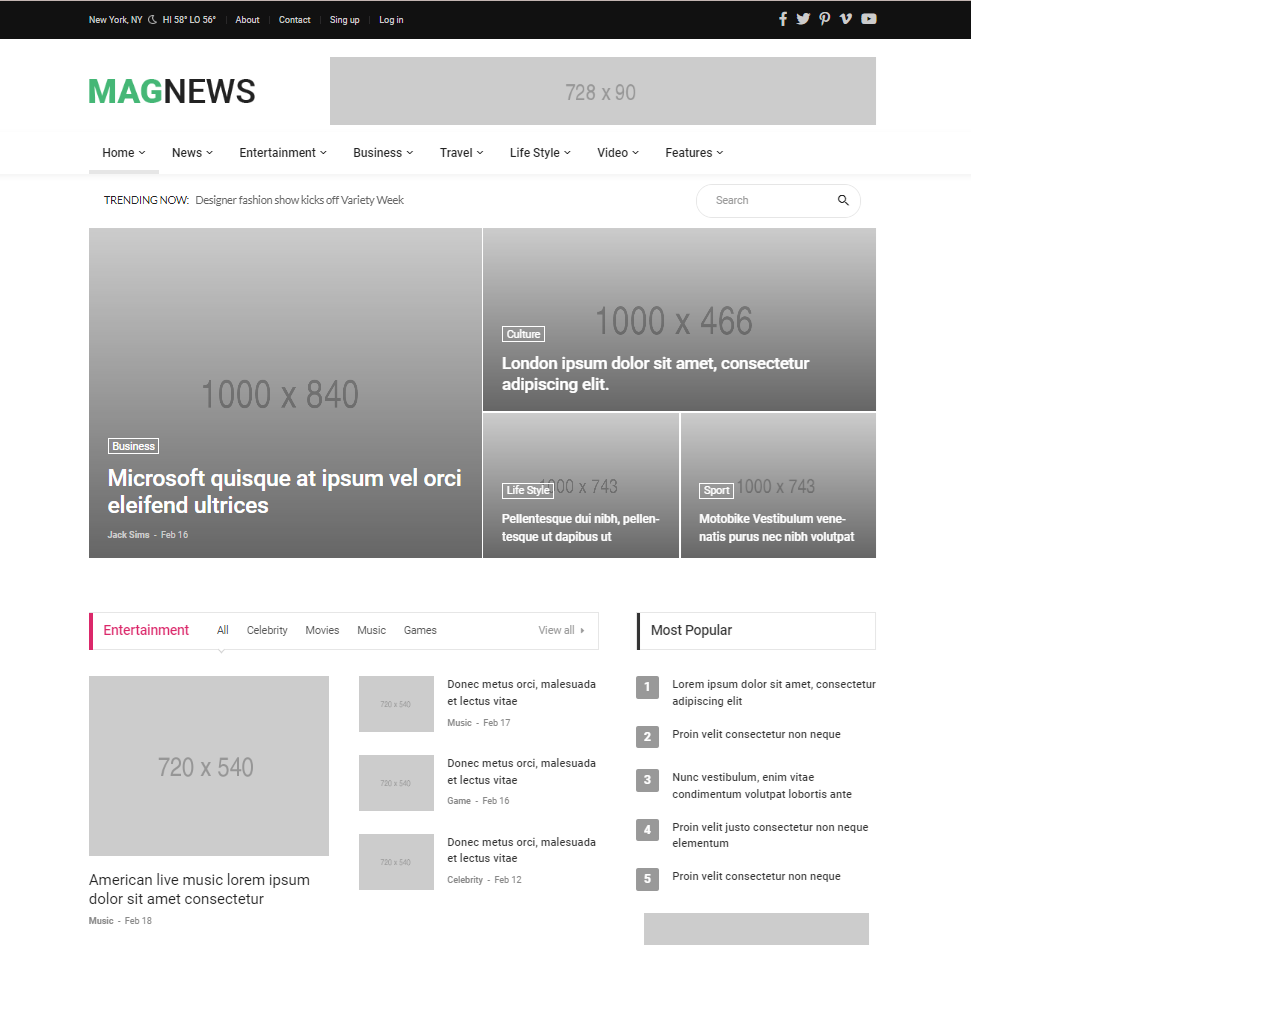 New York, NY HI 58° LO 56° About Contact Sing up Log in
MAGNEWS
728 x 90
Home News Entertainment Business Travel Life Style Video Features
TRENDING NOW: Designer fashion show kicks off Variety Week
Search
1000 x 840
Business
Microsoft quisque at ipsum vel orci
eleifend ultrices
Jack Sims - Feb 16
1000 x 466
Culture
London ipsum dolor sit amet, consectetur
adipiscing elit.
1000 x 743
Life Style
Pellentesque dui nibh, pellen-
tesque ut dapibus ut
1000 x 743
Sport
Motobike Vestibulum vene-
natis purus nec nibh volutpat
Entertainment All Celebrity Movies Music Games View all
720 x 540
American live music lorem ipsum
dolor sit amet consectetur
Music - Feb 18
720 x 540
Donec metus orci, malesuada
et lectus vitae
Music - Feb 17
720 x 540
Donec metus orci, malesuada
et lectus vitae
Game - Feb 16
720 x 540
Donec metus orci, malesuada
et lectus vitae
Celebrity - Feb 12
Most Popular
1 Lorem ipsum dolor sit amet, consectetur
adipiscing elit
2 Proin velit consectetur non neque
3 Nunc vestibulum, enim vitae
condimentum volutpat lobortis ante
4 Proin velit justo consectetur non neque
elementum
5 Proin velit consectetur non neque